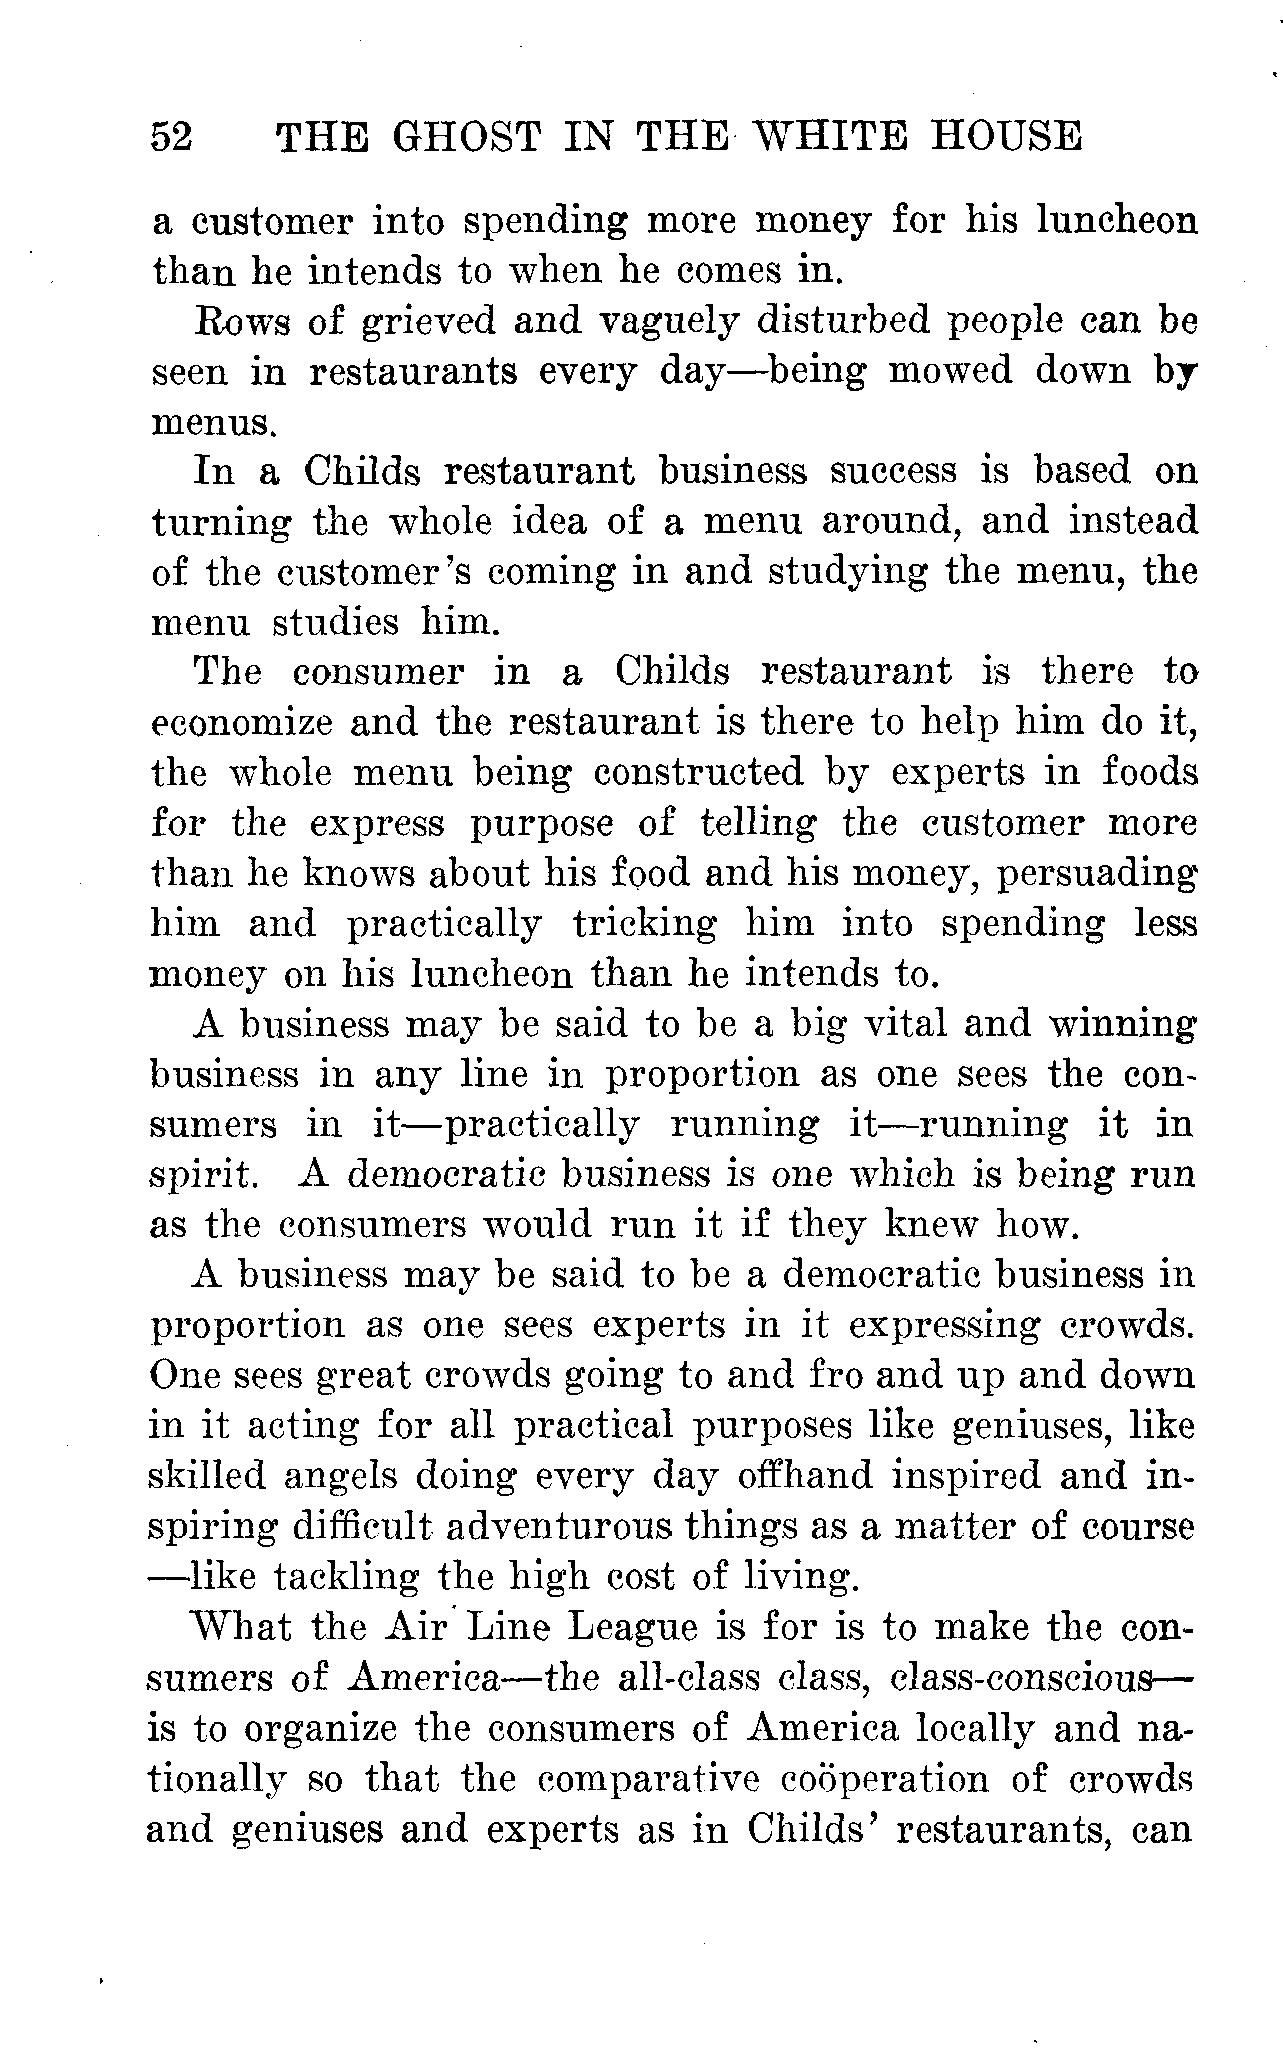 52 THE GHOST IN THE WHITE HOUSE
a customer into spending more money for his luncheon
than he intends to when he comes in.
Rows of grieved and vaguely disturbed people can be
seen in restaurants every day—being mowed down by
menus.
In a Childs restaurant business success is based on
turning the whole idea of a menu around, and instead
of the customer's coming in and studying the menu, the
menu studies him.
The consumer in a Childs restaurant is there to
economize and the restaurant is there to help him do it,
the whole menu being constructed by experts in foods
for the express purpose of telling the customer more
than he knows about his food and his money, persuading
him and practically tricking him into spending less
money on his luncheon than he intends to.
A business may be said to be a big vital and winning
business in any line in proportion as one sees the con-
sumers in it—practically running it—running it in
spirit. A democratic business is one which is being run
as the consumers would run it if they knew how.
A business may be said to be a democratic business in
proportion as one sees experts in it expressing crowds.
One sees great crowds going to and fro and up and down
in it acting for all practical purposes like geniuses, like
skilled angels doing every day offhand inspired and in-
spiring difficult adventurous things as a matter of course
—like tackling the high cost of living.
What the Air Line League is for is to make the con-
sumers of America—the all-class class, class-conscious—
is to organize the consumers of America locally and na-
tionally so that the comparative coöperation of crowds
and geniuses and experts as in Childs' restaurants, can